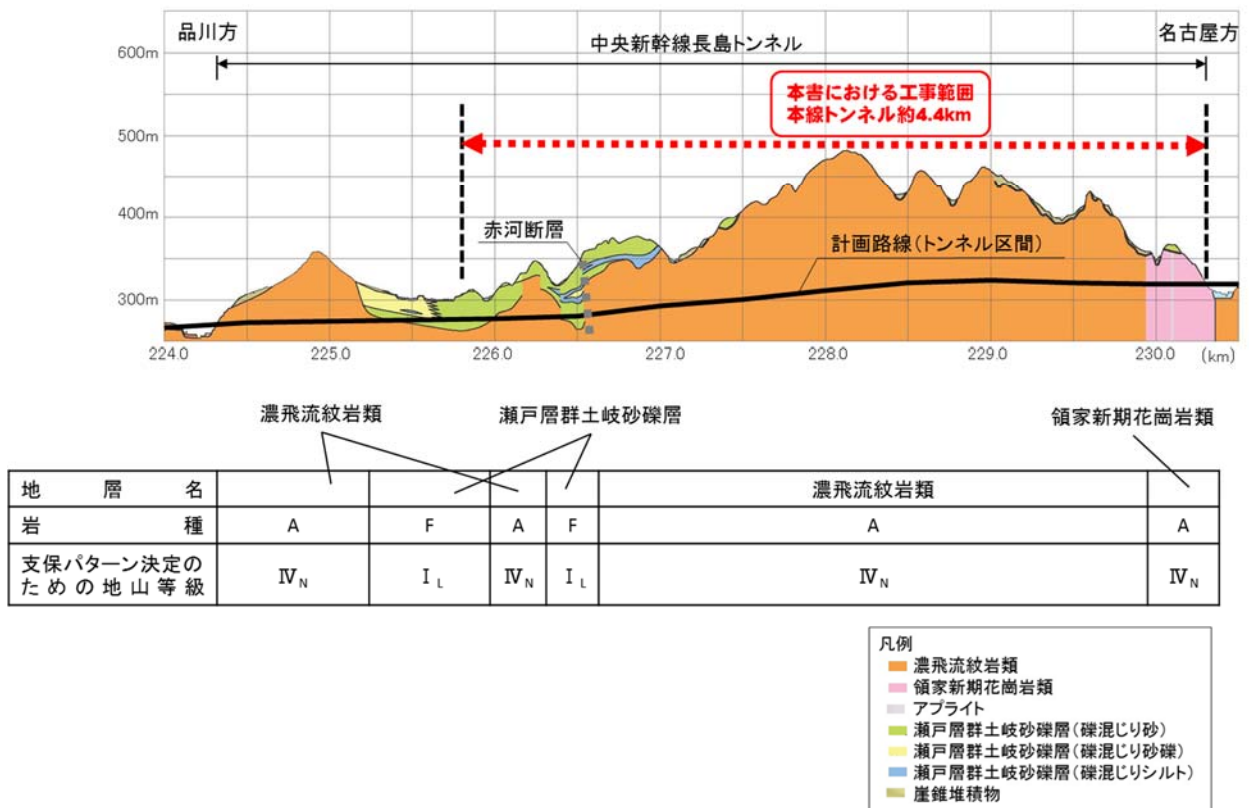 品川方
名古屋方
中央新幹線長島トンネル
本書における工事範囲
本線トンネル約4.4km
600m
500m
400m
300m
赤河断層
計画路線(トンネル区間)
224.0 225.0 226.0 227.0 228.0 229.0 230.0 (km)
濃飛流紋岩類 瀬戸層群土岐砂礫層 領家新期花崗岩類
地層名 濃飛流紋岩類
岩種 A F A F A A
支保パターン決定の
ための地山等級 ⅣN ⅠL ⅣN ⅠL ⅣN ⅣN
凡例
濃飛流紋岩類
領家新期花崗岩類
アプライト
瀬戸層群土岐砂礫層(礫混じり砂)
瀬戸層群土岐砂礫層(礫混じり砂礫)
瀬戸層群土岐砂礫層(礫混じりシルト)
崖錐堆積物